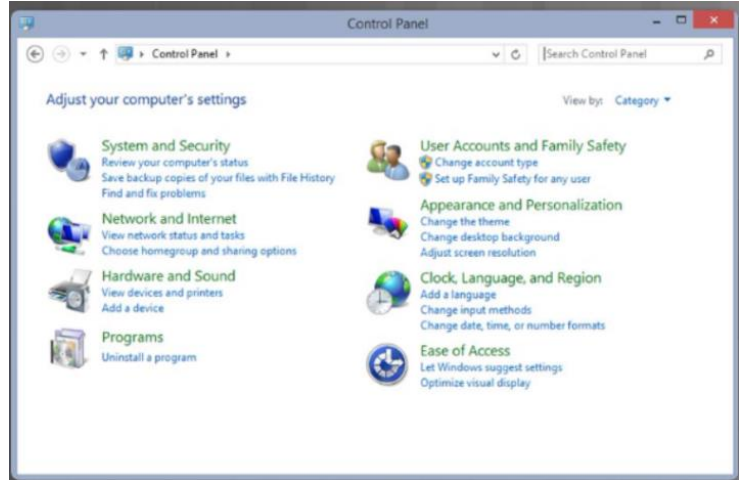 Control Panel
Control Panel
Search Control Panel
Adjust your computer's settings
View by: Category
System and Security
Review your computer's status
Save backup copies of your files with File History
Find and fix problems
Network and Internet
View network status and tasks
Choose homegroup and sharing options
Hardware and Sound
View devices and printers
Add a device
Programs
Uninstall a program
User Accounts and Family Safety
Change account type
Set up Family Safety for any user
Appearance and Personalization
Change the theme
Change desktop background
Adjust screen resolution
Clock, Language, and Region
Add a language
Change input methods
Change date, time, or number formats
Ease of Access
Let Windows suggest settings
Optimize visual display